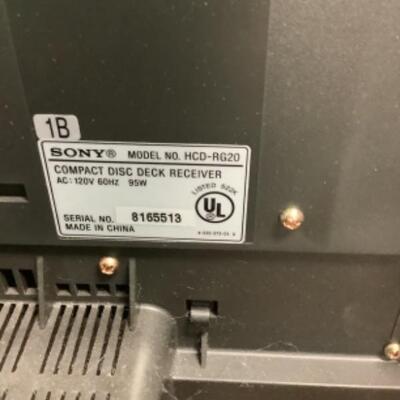 1B
SONY® MODEL NO. HCD-RG20
COMPACT DISC DECK RECEIVER
AC: 120V 60HZ 95W
LISTED 522K
UL
®
SERIAL NO. 8165513
MADE IN CHINA